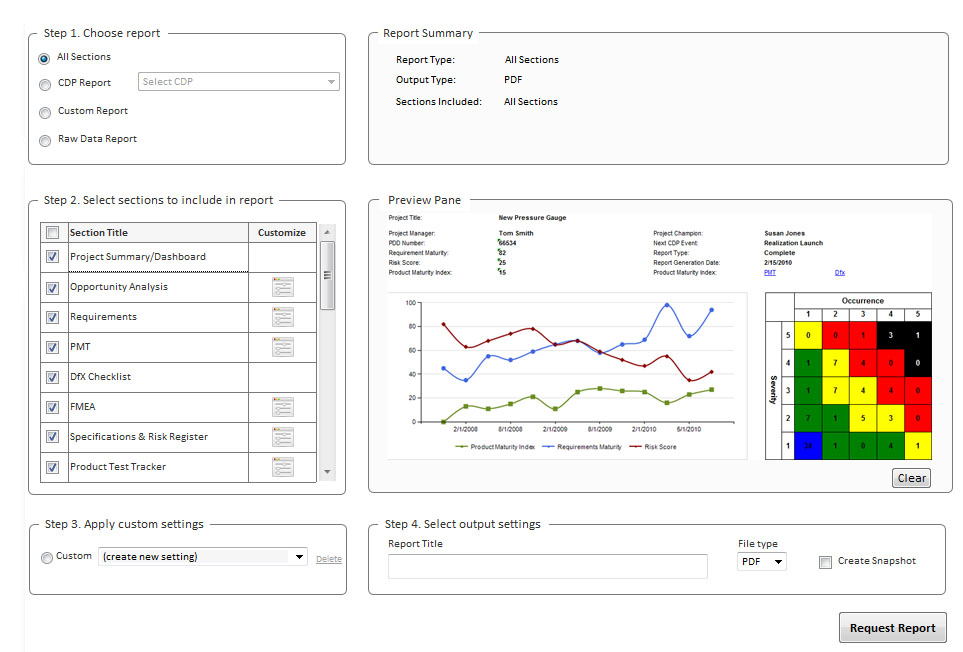 Step 1. Choose report
All Sections
CDP Report Select CDP
Custom Report
Raw Data Report
Report Summary
Report Type: All Sections
Output Type: PDF
Sections Included: All Sections
Step 2. Select sections to include in report
Section Title Customize
Project Summary/Dashboard
Opportunity Analysis
Requirements
PMT
DfX Checklist
FMEA
Specifications & Risk Register
Product Test Tracker
Preview Pane
Project Title: New Pressure Gauge
Project Manager: Tom Smith Project Champion: Susan Jones
PDD Number: 66534 Next CDP Event: Realization Launch
Requirement Maturity: 82 Report Type: Complete
Risk Score: 25 Report Generation Date: 2/15/2010
Product Maturity Index: 15 Product Maturity Index: PMT Dfx
100
80
60
40
20
0
2/1/2008 8/1/2008 2/1/2009 8/1/2009 2/1/2010 8/1/2010
Product Maturity Index Requirements Maturity Risk Score
Occurrence
1 2 3 4 5
Severity
5 0 0 1 3 1
4 1 7 4 0 0
3 1 7 4 4 0
2 7 1 5 3 0
1 1 0 4 1
Clear
Step 3. Apply custom settings
Custom (create new setting) Delete
Step 4. Select output settings
Report Title File type
PDF Create Snapshot
Request Report